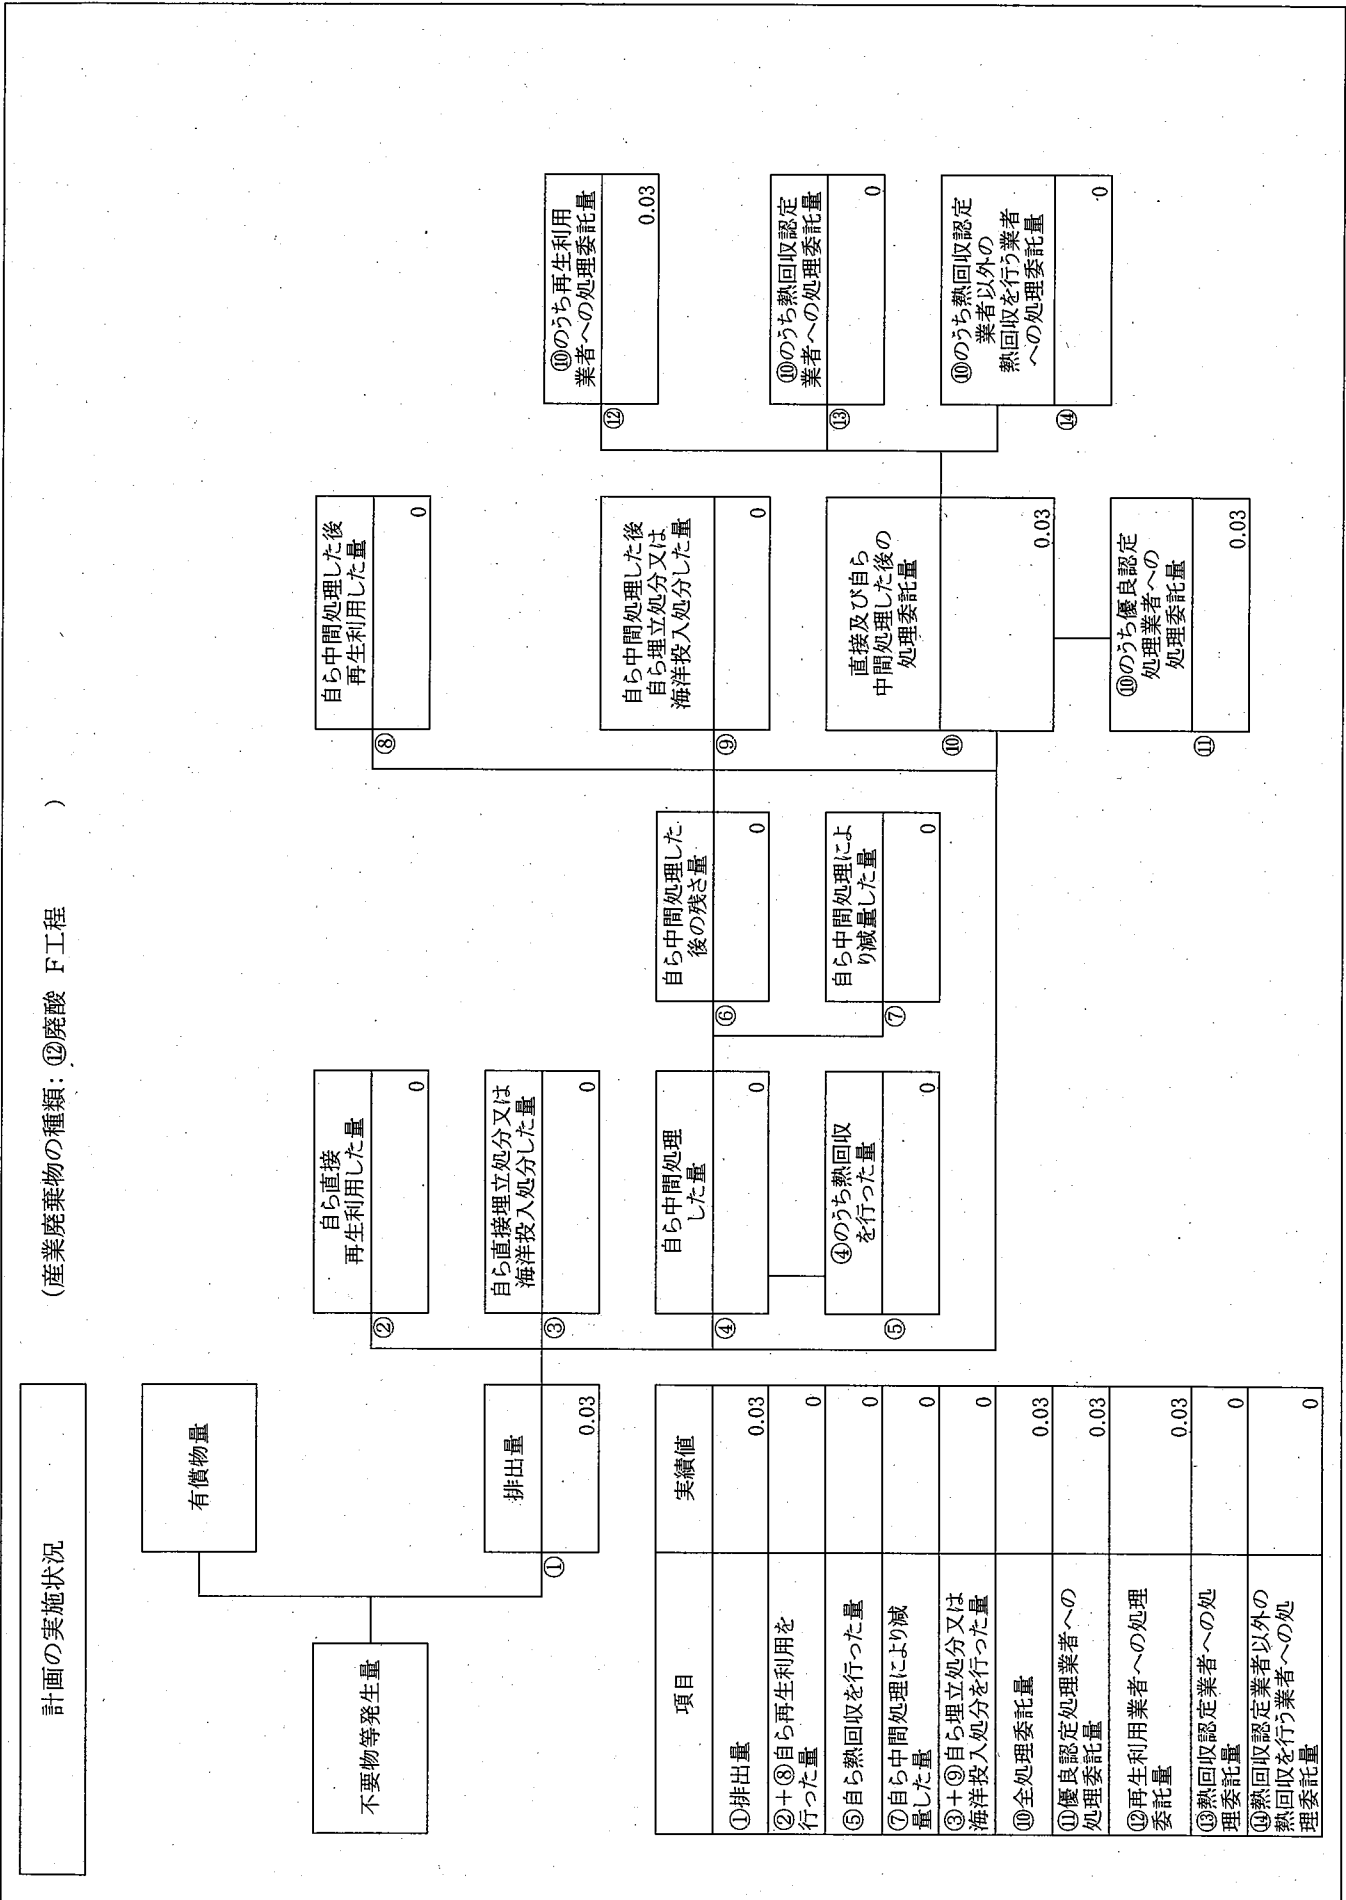 計画の実施状況
(産業廃棄物の種類：⑫廃酸 F工程 )
不要物等発生量
有償物量
排出量
①
0.03
自ら直接
再生利用した量
②
0
自ら直接埋立処分又は
海洋投入処分した量
③
0
自ら中間処理
した量
④
0
④のうち熱回収
を行った量
⑤
0
自ら中間処理した
後の残さ量
⑥
0
自ら中間処理によ
り減量した量
⑦
0
自ら中間処理した後
再生利用した量
⑧
0
自ら中間処理した後
自ら埋立処分又は
海洋投入処分した量
⑨
0
直接及び自ら
中間処理した後の
処理委託量
⑩
0.03
⑩のうち優良認定
処理業者への
処理委託量
⑪
0.03
⑩のうち再生利用
業者への処理委託量
⑫
0.03
⑩のうち熱回収認定
業者への処理委託量
⑬
0
⑩のうち熱回収認定
業者以外の
熱回収を行う業者
への処理委託量
⑭
0
項目 実績値
①排出量 0.03
②＋⑧自ら再生利用を
行った量 0
⑤自ら熱回収を行った量 0
⑦自ら中間処理により減
量した量 0
③＋⑨自ら埋立処分又は
海洋投入処分を行った量 0
⑩全処理委託量 0.03
⑪優良認定処理業者への
処理委託量 0.03
⑫再生利用業者への処理
委託量 0.03
⑬熱回収認定業者への処
理委託量 0
⑭熱回収認定業者以外の
熱回収を行う業者への処
理委託量 0